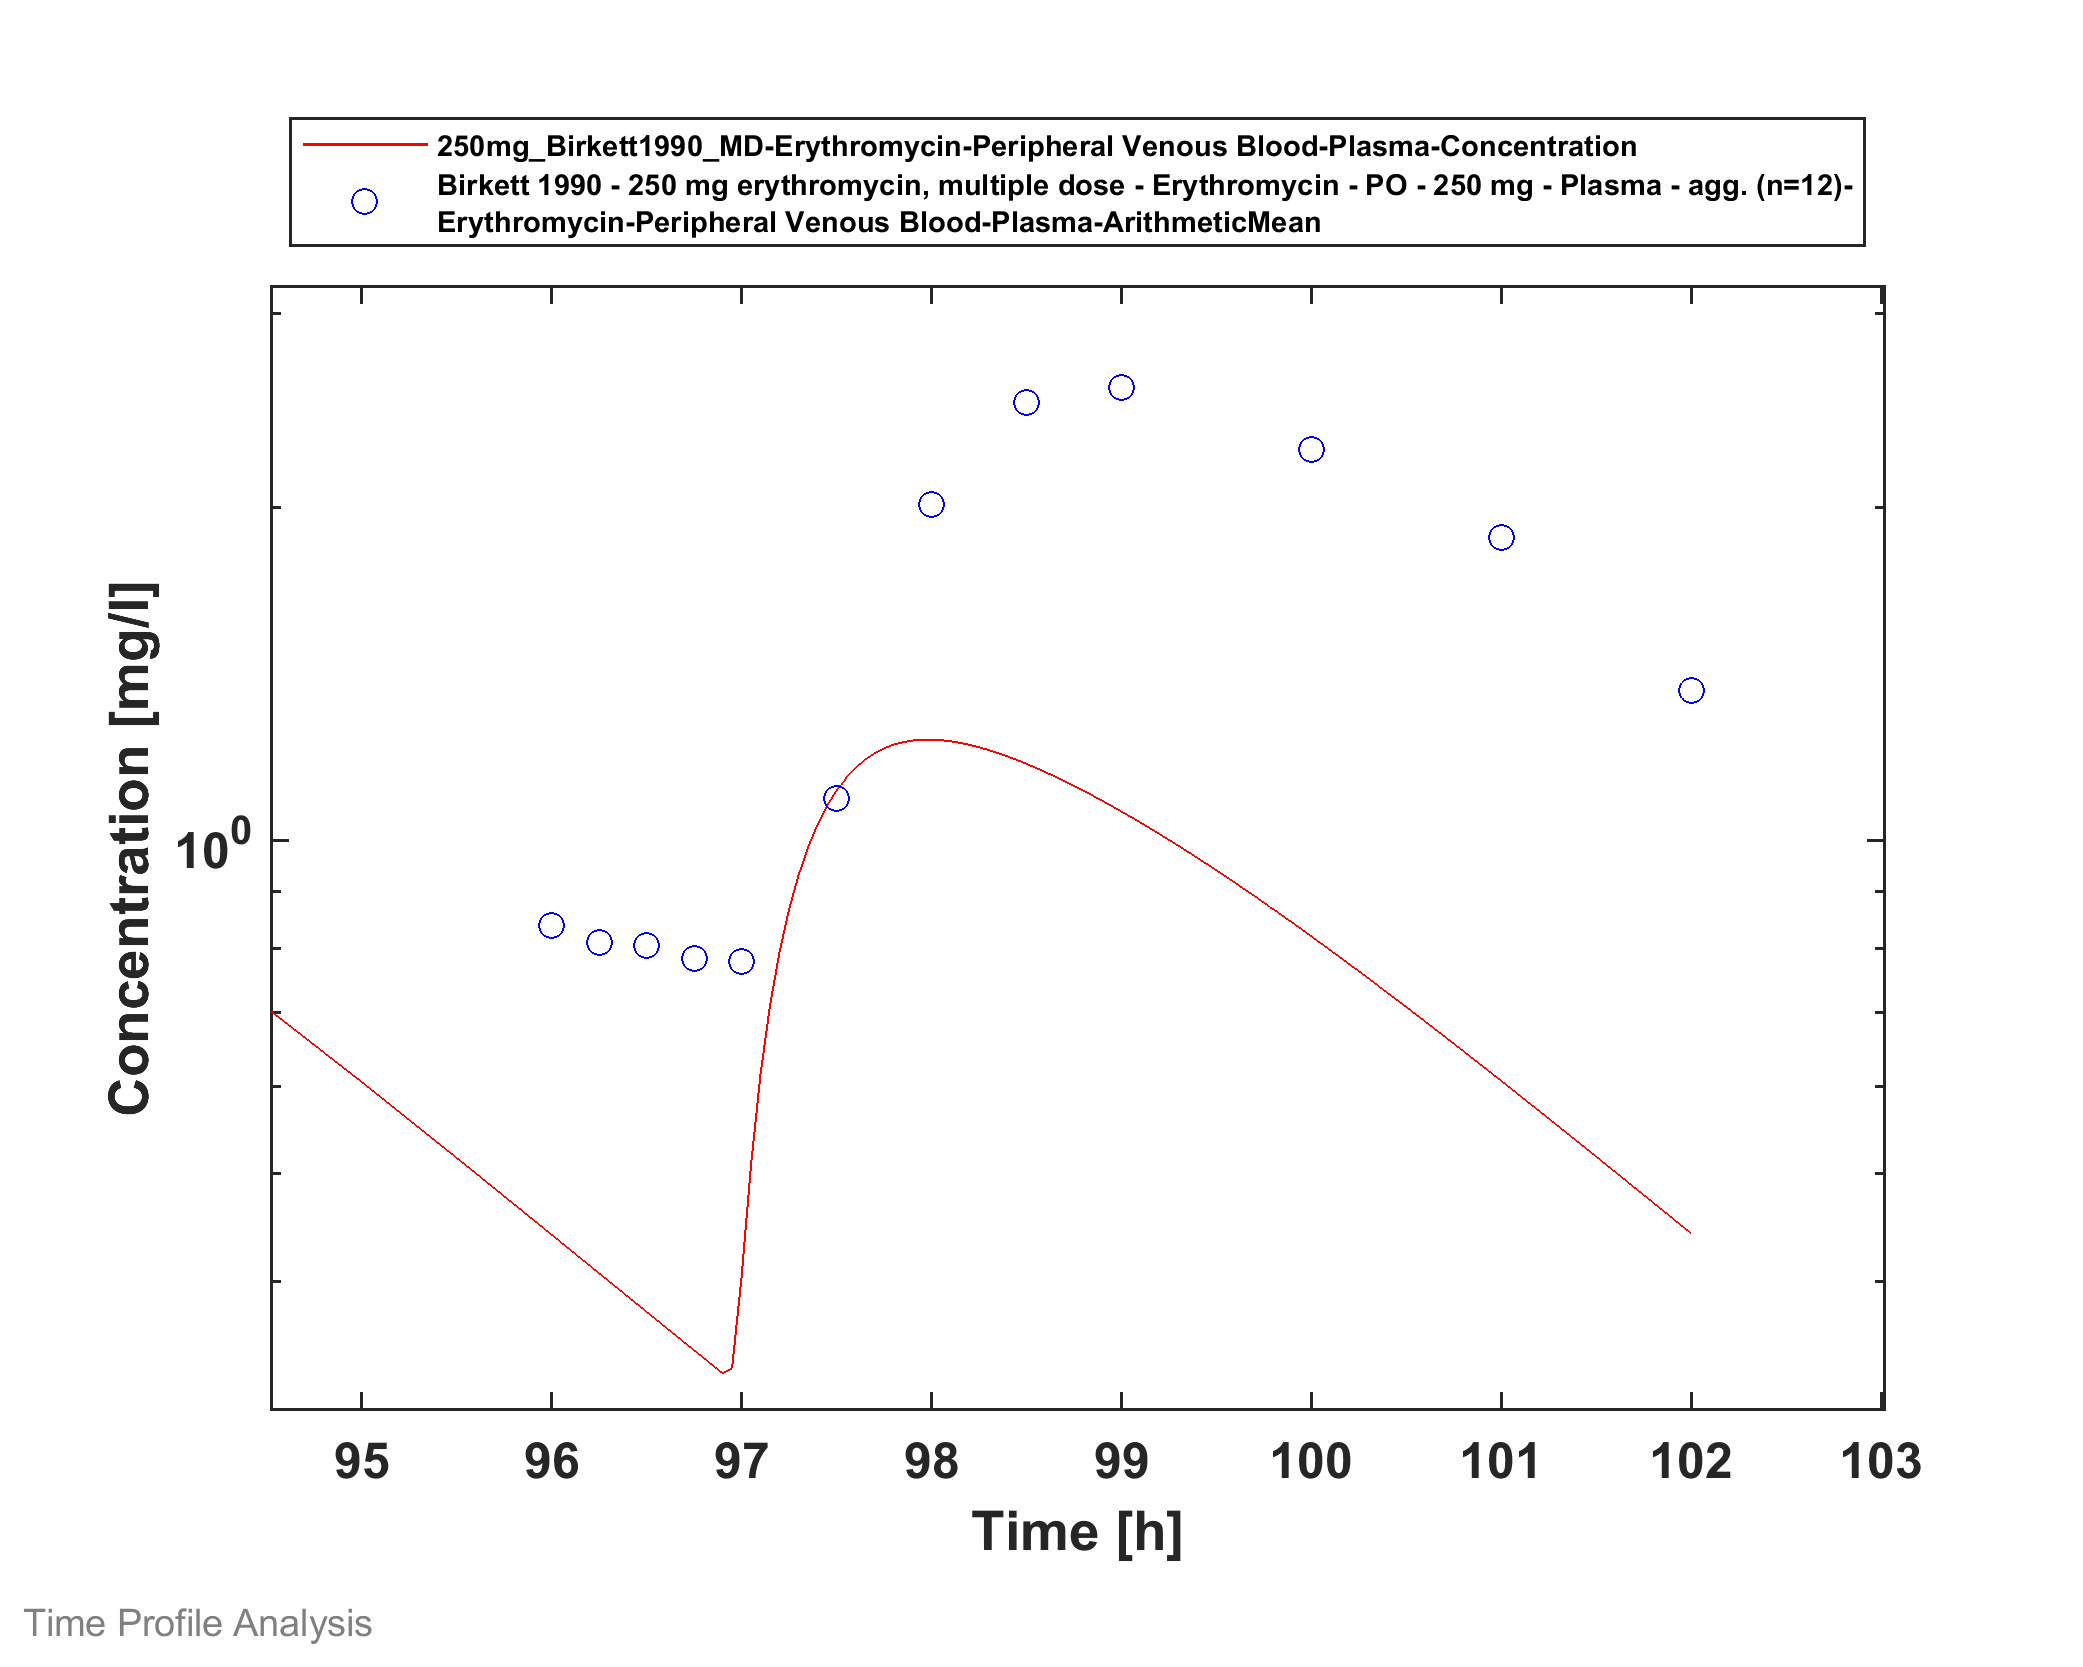 250mg_Birkett1990_MD-Erythromycin-Peripheral Venous Blood-Plasma-Concentration
Birkett 1990 - 250 mg erythromycin, multiple dose - Erythromycin - PO - 250 mg - Plasma - agg. (n=12)-
Erythromycin-Peripheral Venous Blood-Plasma-ArithmeticMean
Concentration [mg/l]
10^0
95 96 97 98 99 100 101 102 103
Time [h]
Time Profile Analysis